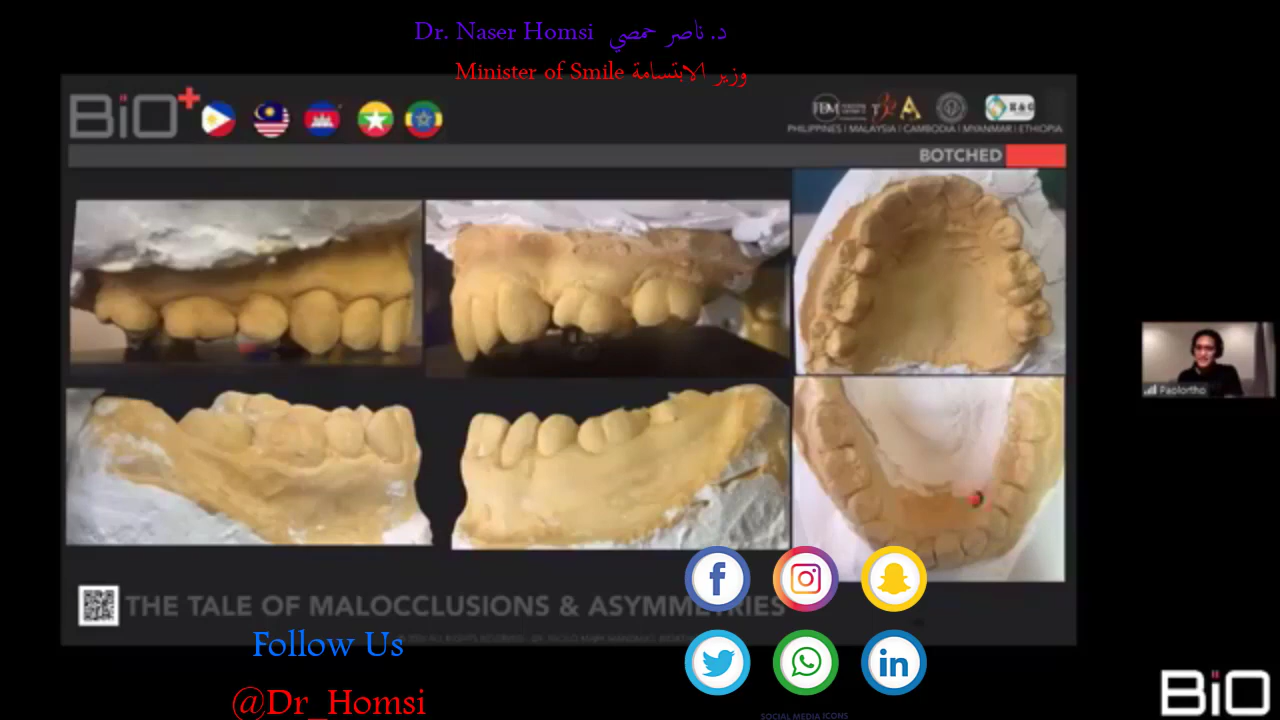 Dr. Naser Homsi د. ناصر حمصي
Minister of Smile وزير الابتسامة
BiO+
PHILIPPINES | MALAYSIA | CAMBODIA | MYANMAR | ETHIOPIA
BOTCHED
Paolortho
THE TALE OF MALOCCLUSIONS & ASYMMETRIES
Follow Us
@Dr_Homsi
SOCIAL MEDIA ICONS
BiO